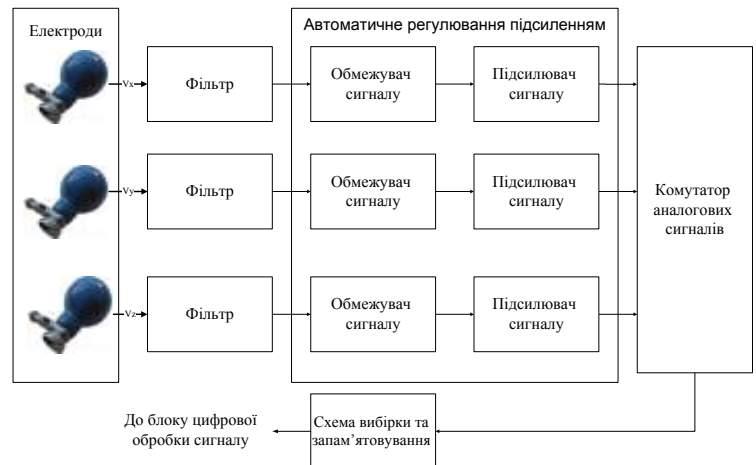 Електроди
Автоматичне регулювання підсиленням
Vx
Фільтр
Обмежувач
сигналу
Підсилювач
сигналу
Vy
Фільтр
Обмежувач
сигналу
Підсилювач
сигналу
Комутатор
аналогових
сигналів
Vz
Фільтр
Обмежувач
сигналу
Підсилювач
сигналу
До блоку цифрової
обробки сигналу
Схема вибірки та
запам’ятовування